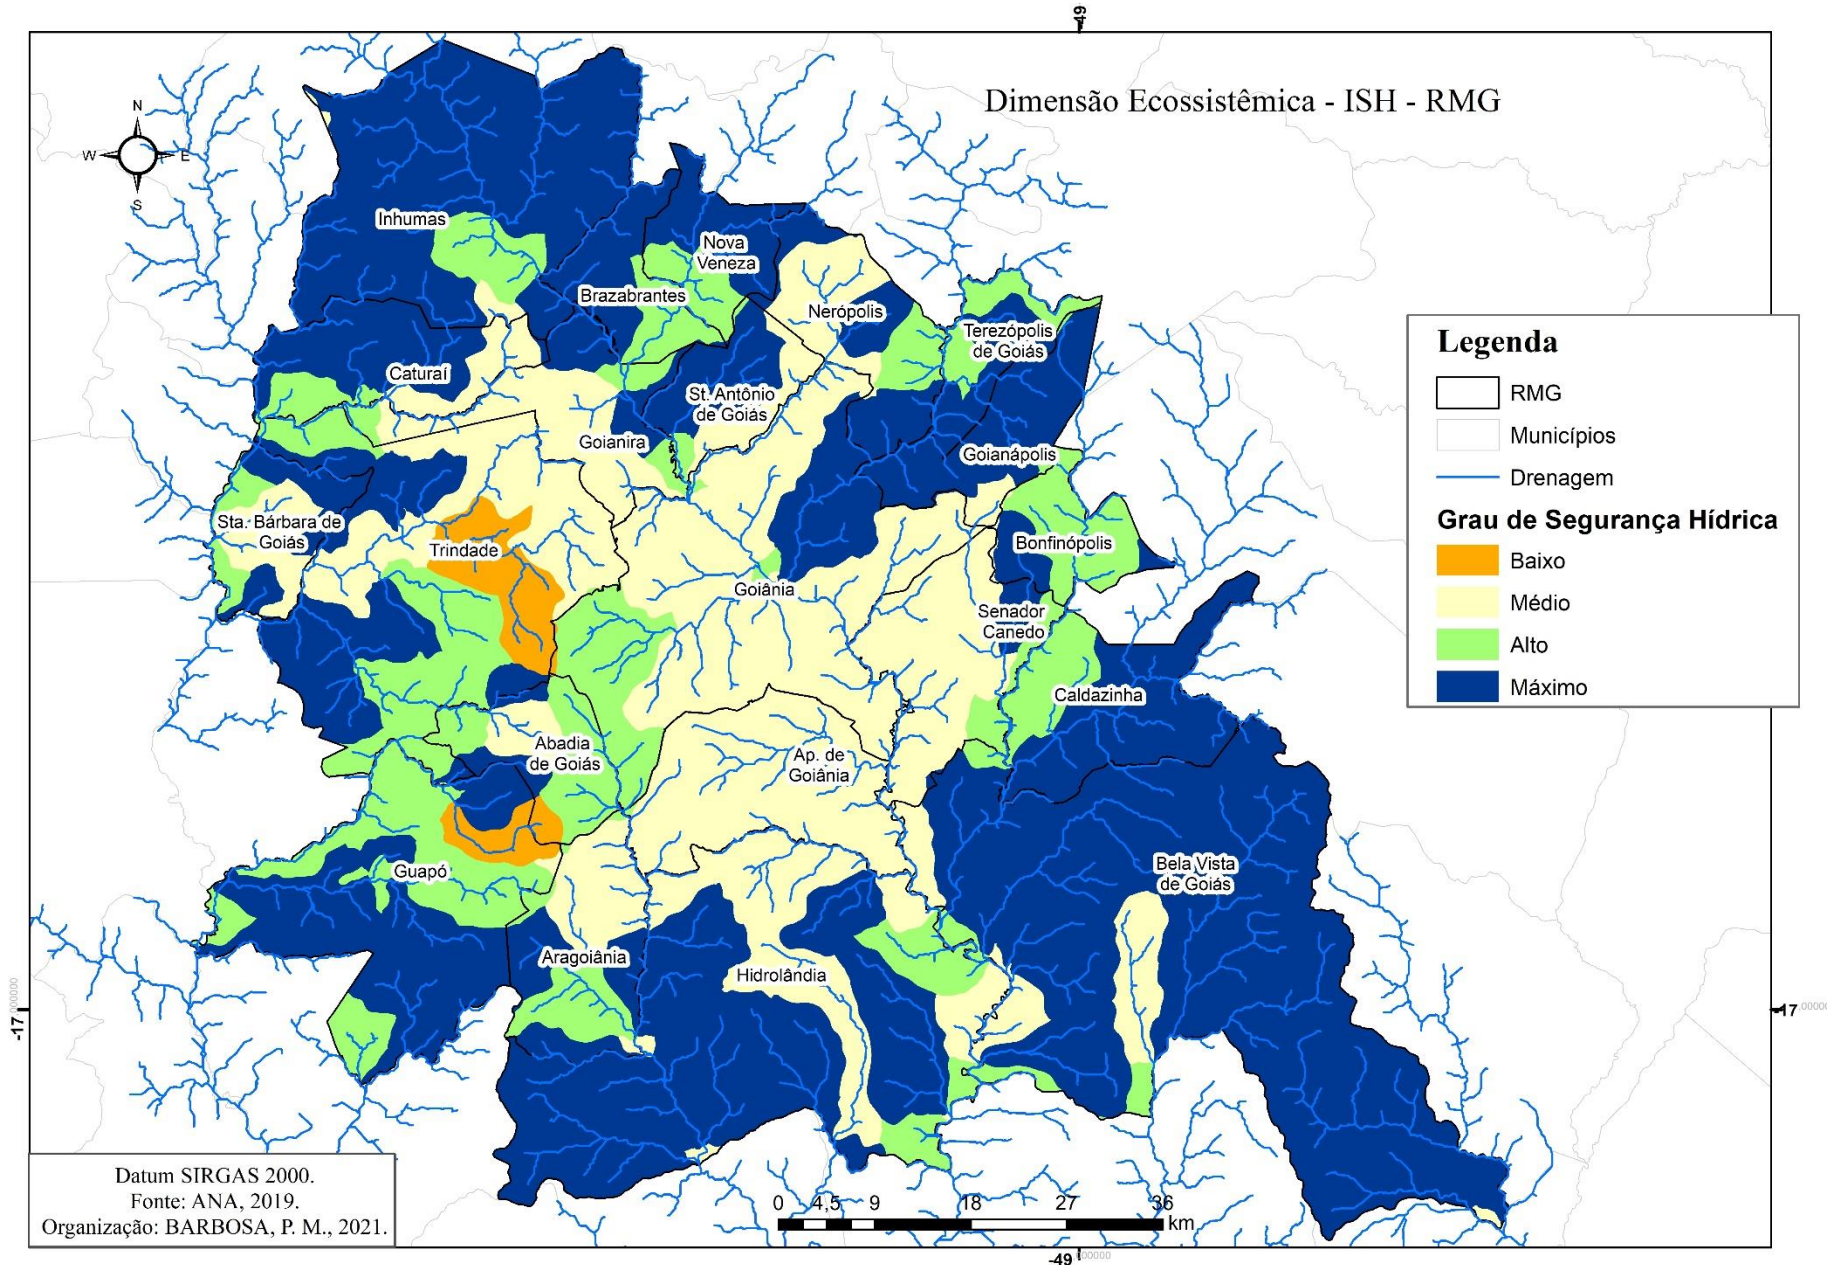 49
Dimensão Ecossistêmica - ISH - RMG
N
W
E
S
Inhumas
Nova
Veneza
Brazabrantes
Nerópolis
Terezópolis
de Goiás
Caturaí
St. Antônio
de Goiás
Goianira
Goianápolis
Sta. Bárbara de
Goiás
Trindade
Bonfinópolis
Goiânia
Senador
Canedo
Caldazinha
Abadia
de Goiás
Ap. de
Goiânia
Guapó
Bela Vista
de Goiás
Aragoiânia
Hidrolândia
Legenda
RMG
Municípios
Drenagem
Grau de Segurança Hídrica
Baixo
Médio
Alto
Máximo
-17,000000
-17,00000
Datum SIRGAS 2000.
Fonte: ANA, 2019.
Organização: BARBOSA, P. M., 2021.
0 4,5 9 18 27 36
km
-49,000000